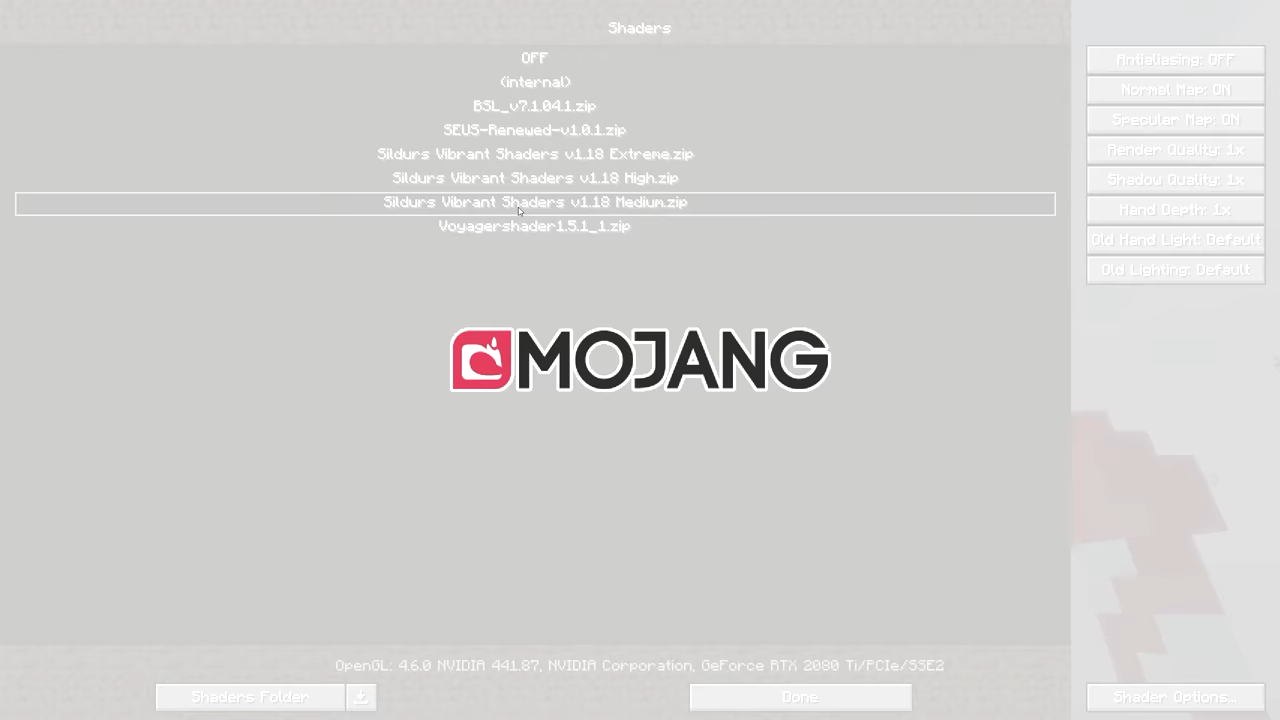 Shaders
OFF
(internal)
BSL_v7.1.04.1.zip
SEUS-Renewed-v1.0.1.zip
Sildurs Vibrant Shaders v1.18 Extreme.zip
Sildurs Vibrant Shaders v1.18 High.zip
Sildurs Vibrant Shaders v1.18 Medium.zip
Voyagershader1.5.1_1.zip
Antialiasing: OFF
Normal Map: ON
Specular Map: ON
Render Quality: 1x
Shadow Quality: 1x
Hand Depth: 1x
Old Hand Light: Default
Old Lighting: Default
MOJANG
OpenGL: 4.6.0 NVIDIA 441.87, NVIDIA Corporation, GeForce RTX 2080 Ti/PCIe/SSE2
Shaders Folder
Done
Shader Options...